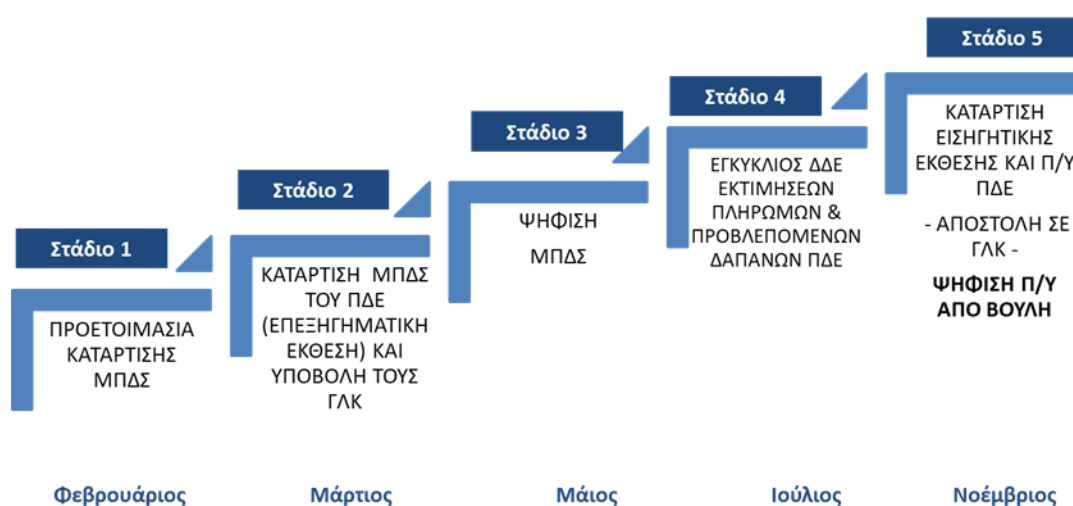 Στάδιο 1
ΠΡΟΕΤΟΙΜΑΣΙΑ
ΚΑΤΑΡΤΙΣΗΣ
ΜΠΔΣ
Στάδιο 2
ΚΑΤΑΡΤΙΣΗ ΜΠΔΣ
ΤΟΥ ΠΔΕ
(ΕΠΕΞΗΓΗΜΑΤΙΚΗ
ΕΚΘΕΣΗ) ΚΑΙ
ΥΠΟΒΟΛΗ ΤΟΥΣ
ΓΛΚ
Στάδιο 3
ΨΗΦΙΣΗ
ΜΠΔΣ
Στάδιο 4
ΕΓΚΥΚΛΙΟΣ ΔΔΕ
ΕΚΤΙΜΗΣΕΩΝ
ΠΛΗΡΩΜΩΝ &
ΠΡΟΒΛΕΠΟΜΕΝΩΝ
ΔΑΠΑΝΩΝ ΠΔΕ
Στάδιο 5
ΚΑΤΑΡΤΙΣΗ
ΕΙΣΗΓΗΤΙΚΗΣ
ΕΚΘΕΣΗΣ ΚΑΙ Π/Υ
ΠΔΕ
- ΑΠΟΣΤΟΛΗ ΣΕ
ΓΛΚ -
ΨΗΦΙΣΗ Π/Υ
ΑΠΟ ΒΟΥΛΗ
Φεβρουάριος
Μάρτιος
Μάιος
Ιούλιος
Νοέμβριος